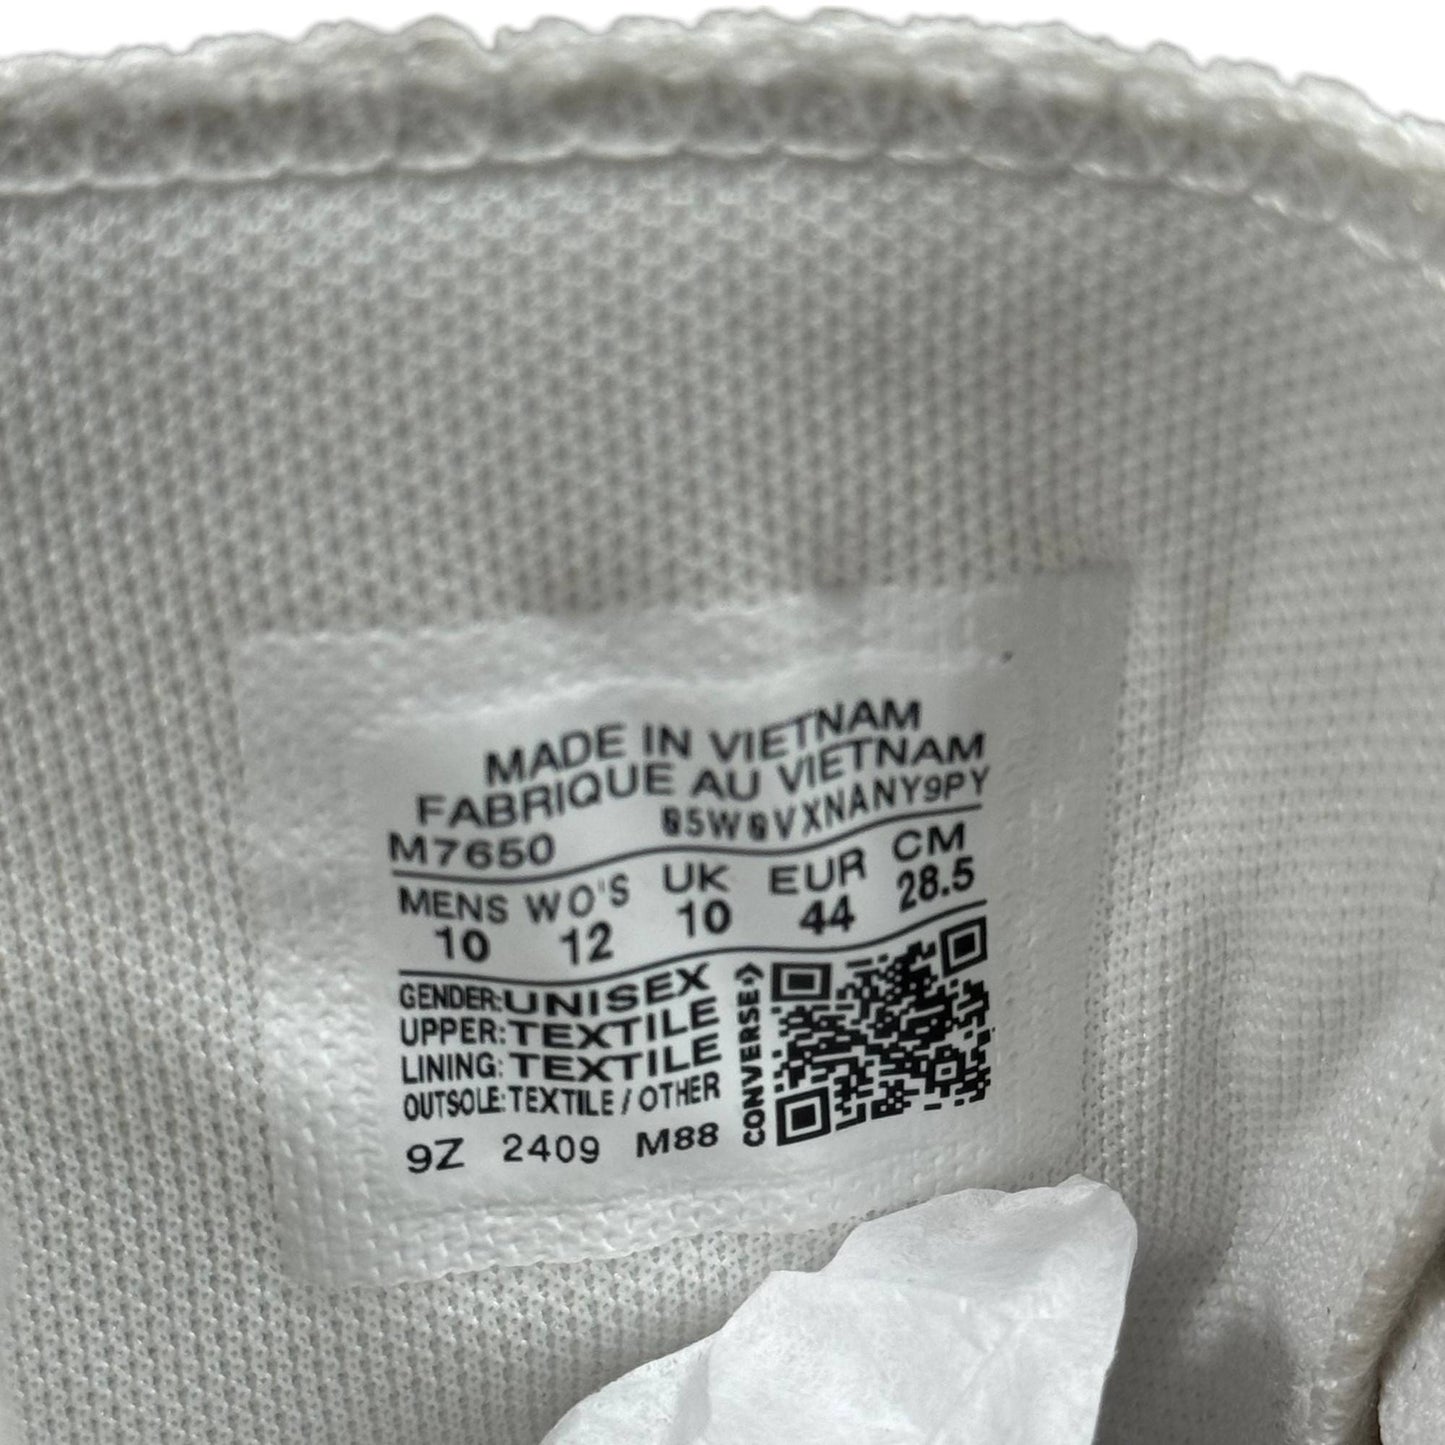 MADE IN VIETNAM
FABRIQUE AU VIETNAM
M7650 05W0VXNANY9PY
MENS WO'S UK EUR CM
10 12 10 44 28.5
GENDER:UNISEX
UPPER:TEXTILE
LINING:TEXTILE
OUTSOLE:TEXTILE / OTHER
9Z 2409 M88
CONVERSE